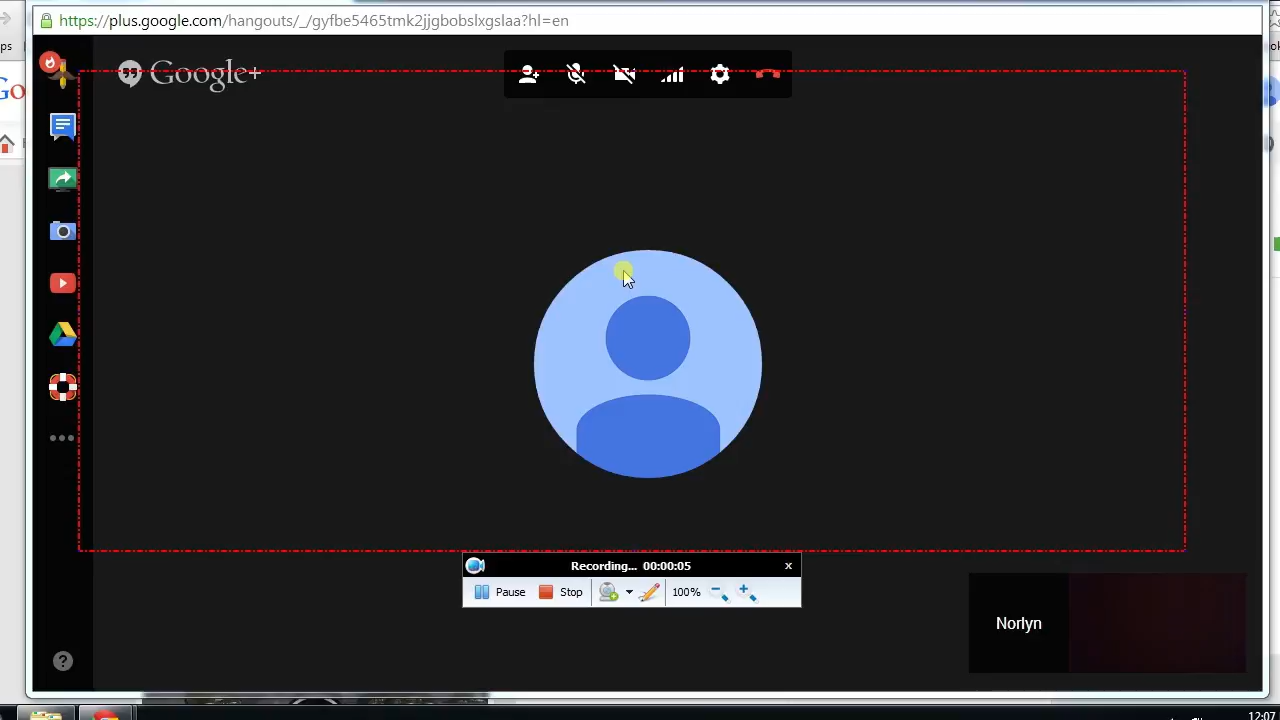 https://plus.google.com/hangouts/_/gyfbe5465tmk2jjgbobslxgslaa?hl=en
Google+
Recording... 00:00:05
Pause
Stop
100%
Norlyn
12:07